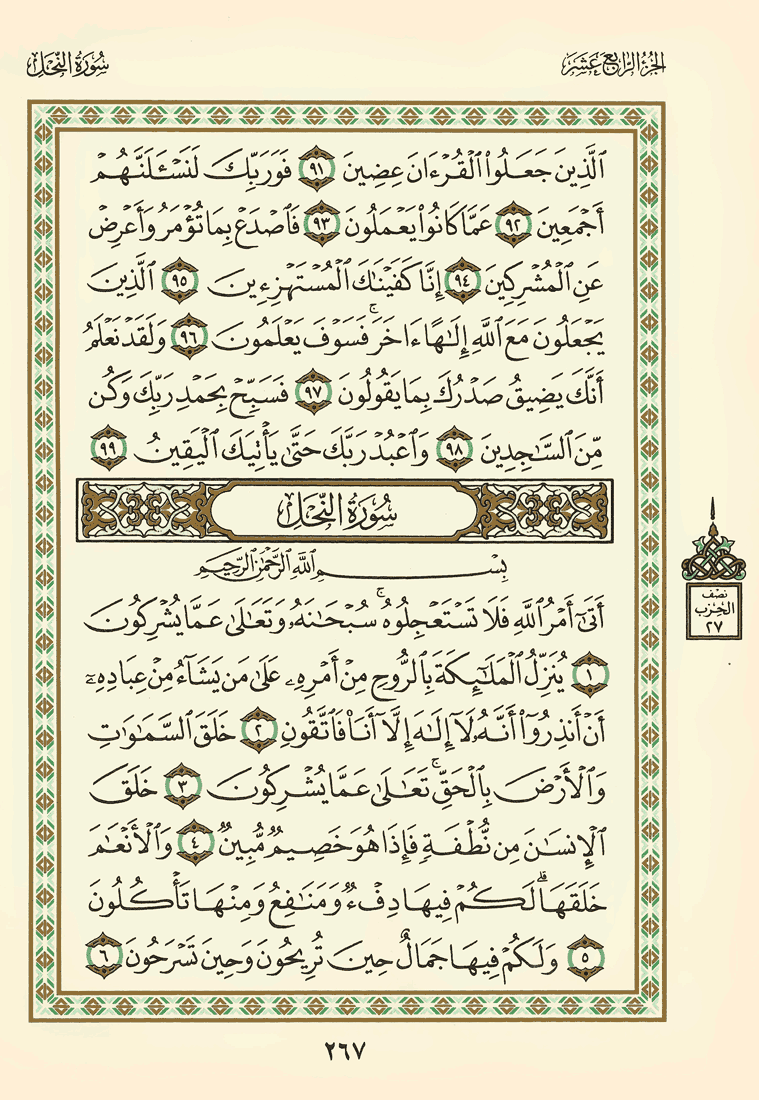 الجزء الرابع عشر
سورة النحل
ٱلَّذِينَ جَعَلُوا۟ ٱلْقُرْءَانَ عِضِينَ ٩١ فَوَرَبِّكَ لَنَسْـَٔلَنَّهُمْ
أَجْمَعِينَ ٩٢ عَمَّا كَانُوا۟ يَعْمَلُونَ ٩٣ فَٱصْدَعْ بِمَا تُؤْمَرُ وَأَعْرِضْ
عَنِ ٱلْمُشْرِكِينَ ٩٤ إِنَّا كَفَيْنَٰكَ ٱلْمُسْتَهْزِءِينَ ٩٥ ٱلَّذِينَ
يَجْعَلُونَ مَعَ ٱللَّهِ إِلَٰهًا ءَاخَرَ ۚ فَسَوْفَ يَعْلَمُونَ ٩٦ وَلَقَدْ نَعْلَمُ
أَنَّكَ يَضِيقُ صَدْرُكَ بِمَا يَقُولُونَ ٩٧ فَسَبِّحْ بِحَمْدِ رَبِّكَ وَكُن
مِّنَ ٱلسَّٰجِدِينَ ٩٨ وَٱعْبُدْ رَبَّكَ حَتَّىٰ يَأْتِيَكَ ٱلْيَقِينُ ٩٩
سُورَةُ النَّحْلِ
بِسْمِ ٱللَّهِ ٱلرَّحْمَٰنِ ٱلرَّحِيمِ
أَتَىٰٓ أَمْرُ ٱللَّهِ فَلَا تَسْتَعْجِلُوهُ ۚ سُبْحَٰنَهُۥ وَتَعَٰلَىٰ عَمَّا يُشْرِكُونَ
١ يُنَزِّلُ ٱلْمَلَٰٓئِكَةَ بِٱلرُّوحِ مِنْ أَمْرِهِۦ عَلَىٰ مَن يَشَآءُ مِنْ عِبَادِهِۦٓ
أَنْ أَنذِرُوٓا۟ أَنَّهُۥ لَآ إِلَٰهَ إِلَّآ أَنَا۠ فَٱتَّقُونِ ٢ خَلَقَ ٱلسَّمَٰوَٰتِ
وَٱلْأَرْضَ بِٱلْحَقِّ ۚ تَعَٰلَىٰ عَمَّا يُشْرِكُونَ ٣ خَلَقَ
ٱلْإِنسَٰنَ مِن نُّطْفَةٍ فَإِذَا هُوَ خَصِيمٌ مُّبِينٌ ٤ وَٱلْأَنْعَٰمَ
خَلَقَهَا ۗ لَكُمْ فِيهَا دِفْءٌ وَمَنَٰفِعُ وَمِنْهَا تَأْكُلُونَ
٥ وَلَكُمْ فِيهَا جَمَالٌ حِينَ تُرِيحُونَ وَحِينَ تَسْرَحُونَ ٦
نصف
الحزب
٢٧
٢٦٧